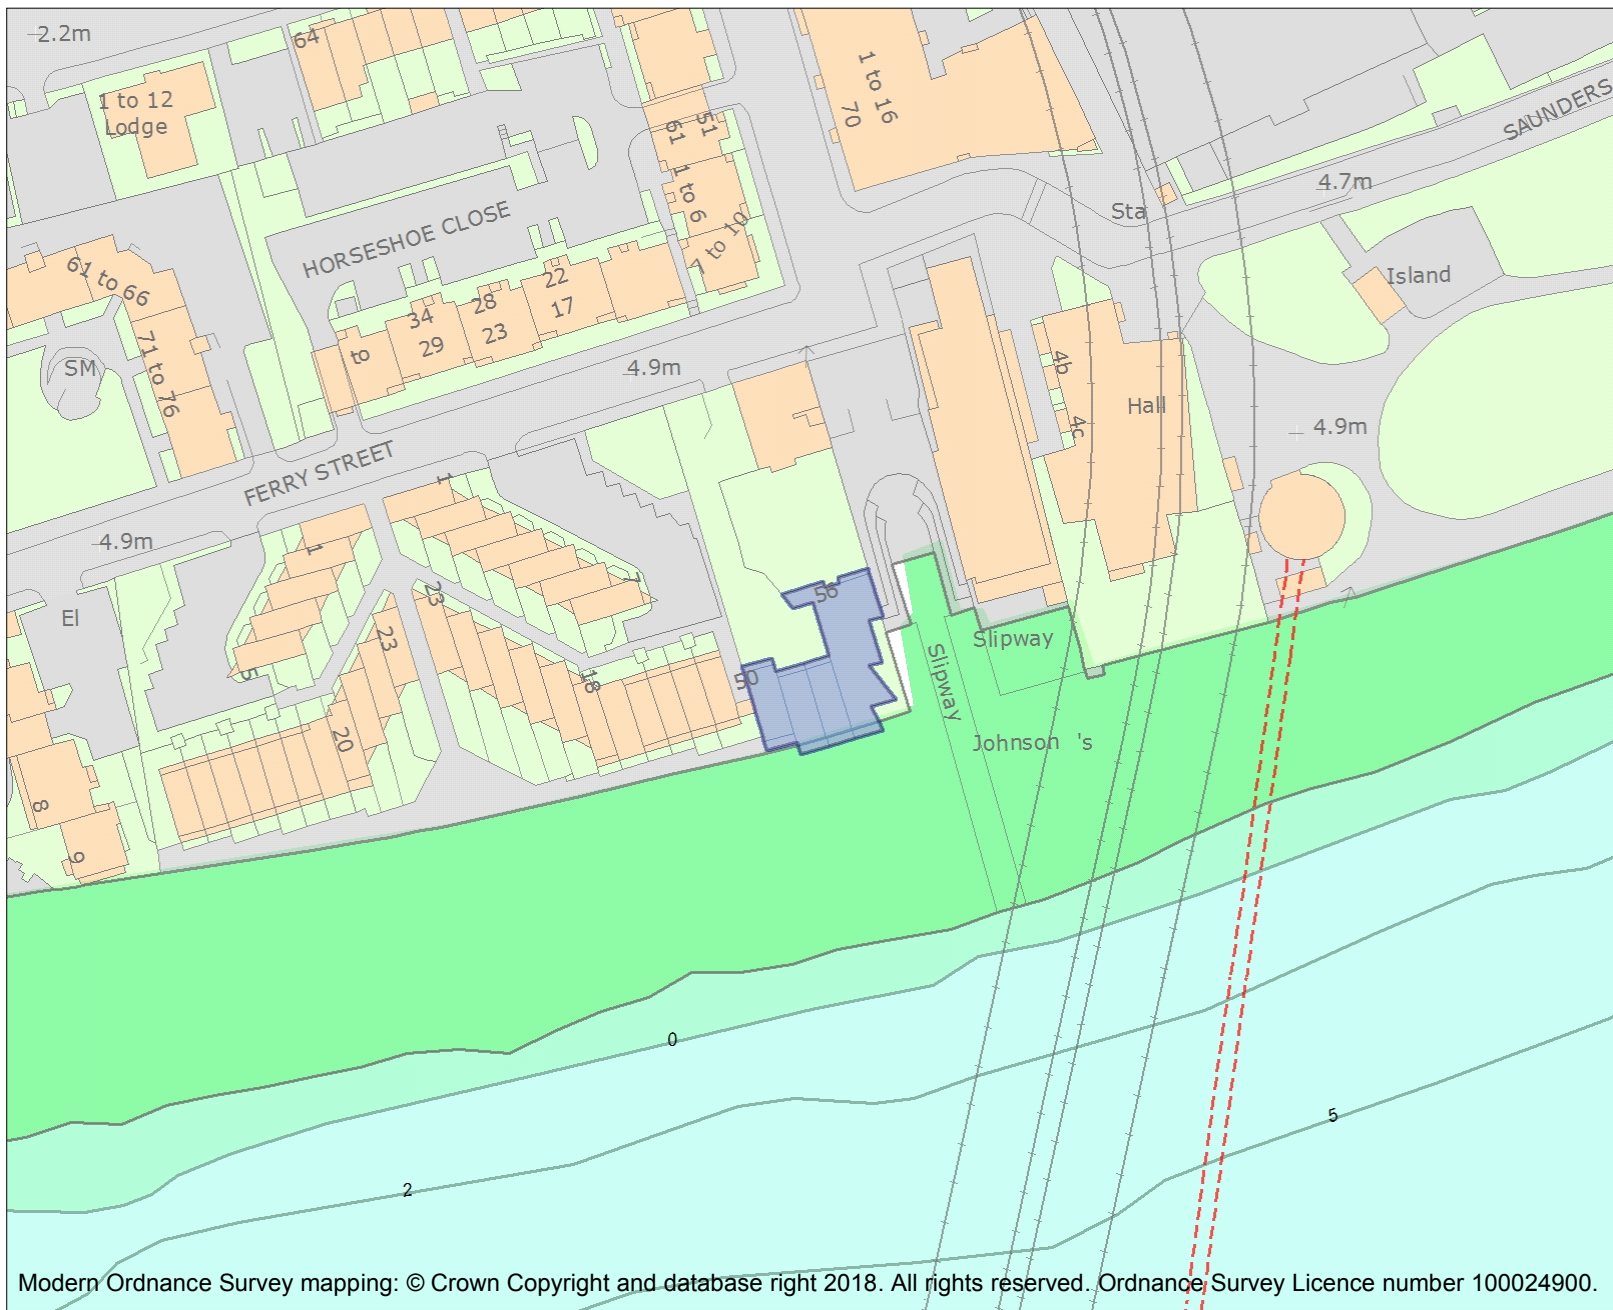 2.2m
64
1 to 12
Lodge
1 to 16
70
SAUNDERS
51
61
1 to 6
7 to 10
4.7m
Sta
HORSESHOE CLOSE
61 to 66
71 to 76
SM
Island
22
17
28
23
34
29
8
4.9m
4b
4c
Hall
4.9m
FERRY STREET
4.9m
1
1
7
5
23
23
El
56
50
18
20
Slipway
Slipway
Johnson 's
8
9
0
2
5
Modern Ordnance Survey mapping: © Crown Copyright and database right 2018. All rights reserved. Ordnance Survey Licence number 100024900.